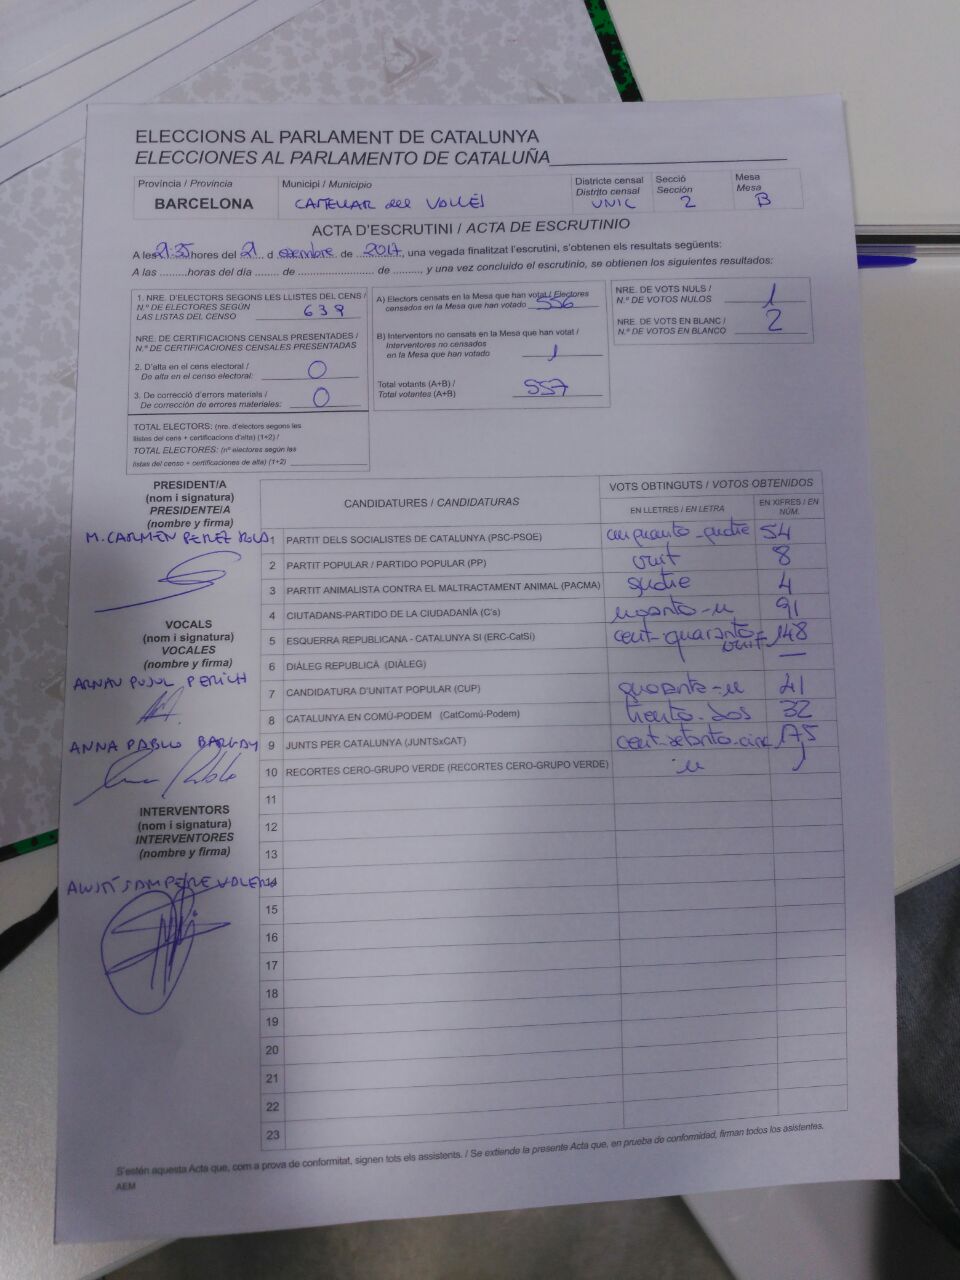 ELECCIONS AL PARLAMENT DE CATALUNYA
ELECCIONES AL PARLAMENTO DE CATALUÑA
Província / Provincia
BARCELONA
Municipi / Municipio
CASTELLAR del VALLÈS
Districte censal
Distrito censal
UNIC
Secció
Sección
2
Mesa
Mesa
B
ACTA D'ESCRUTINI / ACTA DE ESCRUTINIO
A les 21:35 hores del 21 d desembre de 2017, una vegada finalitzat l'escrutini, s'obtenen els resultats següents:
A las .........horas del día ....... de ........................ de ........., y una vez concluido el escrutinio, se obtienen los siguientes resultados:
1. NRE. D'ELECTORS SEGONS LES LLISTES DEL CENS /
N.º DE ELECTORES SEGÚN
LAS LISTAS DEL CENSO 639
NRE. DE CERTIFICACIONS CENSALS PRESENTADES /
N.º DE CERTIFICACIONES CENSALES PRESENTADAS
2. D'alta en el cens electoral /
De alta en el censo electoral: 0
3. De correcció d'errors materials /
De corrección de errores materiales: 0
TOTAL ELECTORS: (nre. d'electors segons les
llistes del cens + certificacions d'alta) (1+2) /
TOTAL ELECTORES: (nº electores según las
listas del censo + certificaciones de alta) (1+2)
A) Electors censats en la Mesa que han votat / Electores
censados en la Mesa que han votado 556
B) Interventors no censats en la Mesa que han votat /
Interventores no censados
en la Mesa que han votado 1
Total votants (A+B) /
Total votantes (A+B) 557
NRE. DE VOTS NULS /
N.º DE VOTOS NULOS 1
NRE. DE VOTS EN BLANC /
N.º DE VOTOS EN BLANCO 2
PRESIDENT/A
(nom i signatura)
PRESIDENTE/A
(nombre y firma)
M. CARMEN PEREZ
VOCALS
(nom i signatura)
VOCALES
(nombre y firma)
ARNAU PUJOL PERICH
ANNA PABLO
INTERVENTORS
(nom i signatura)
INTERVENTORES
(nombre y firma)
CANDIDATURES / CANDIDATURAS
VOTS OBTINGUTS / VOTOS OBTENIDOS
EN LLETRES / EN LETRA
EN XIFRES / EN NÚM.
1 PARTIT DELS SOCIALISTES DE CATALUNYA (PSC-PSOE) cinquanta-quatre 54
2 PARTIT POPULAR / PARTIDO POPULAR (PP) vuit 8
3 PARTIT ANIMALISTA CONTRA EL MALTRACTAMENT ANIMAL (PACMA) quatre 4
4 CIUTADANS-PARTIDO DE LA CIUDADANÍA (C's) noranta-u 91
5 ESQUERRA REPUBLICANA - CATALUNYA SI (ERC-CatSí) cent-quaranta-vuit 148
6 DIÀLEG REPUBLICÀ (DIÀLEG) —
7 CANDIDATURA D'UNITAT POPULAR (CUP) quaranta-u 41
8 CATALUNYA EN COMÚ-PODEM (CatComú-Podem) trenta-dos 32
9 JUNTS PER CATALUNYA (JUNTSxCAT) cent-setanta-cinc 175
10 RECORTES CERO-GRUPO VERDE (RECORTES CERO-GRUPO VERDE) u 1
11
12
13
14
15
16
17
18
19
20
21
22
23
S'estén aquesta Acta que, com a prova de conformitat, signen tots els assistents. / Se extiende la presente Acta que, en prueba de conformidad, firman todos los asistentes.
AEM